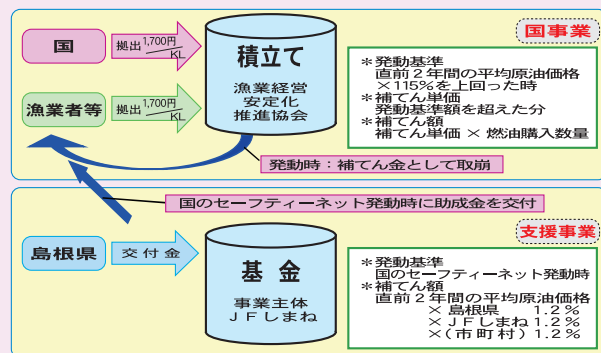 国
拠出 1,700円/KL
積立て
漁業経営
安定化
推進協会
漁業者等
拠出 1,700円/KL
国事業
＊発動基準
直前２年間の平均原油価格
×115%を上回った時
＊補てん単価
発動基準額を超えた分
＊補てん額
補てん単価 × 燃油購入数量
発動時：補てん金として取崩
国のセーフティーネット発動時に助成金を交付
島根県
交付金
基 金
事業主体
ＪＦしまね
支援事業
＊発動基準
国のセーフティーネット発動時
＊補てん額
直前２年間の平均原油価格
× 島根県 1.2％
× ＪＦしまね 1.2％
×(市町村) 1.2％